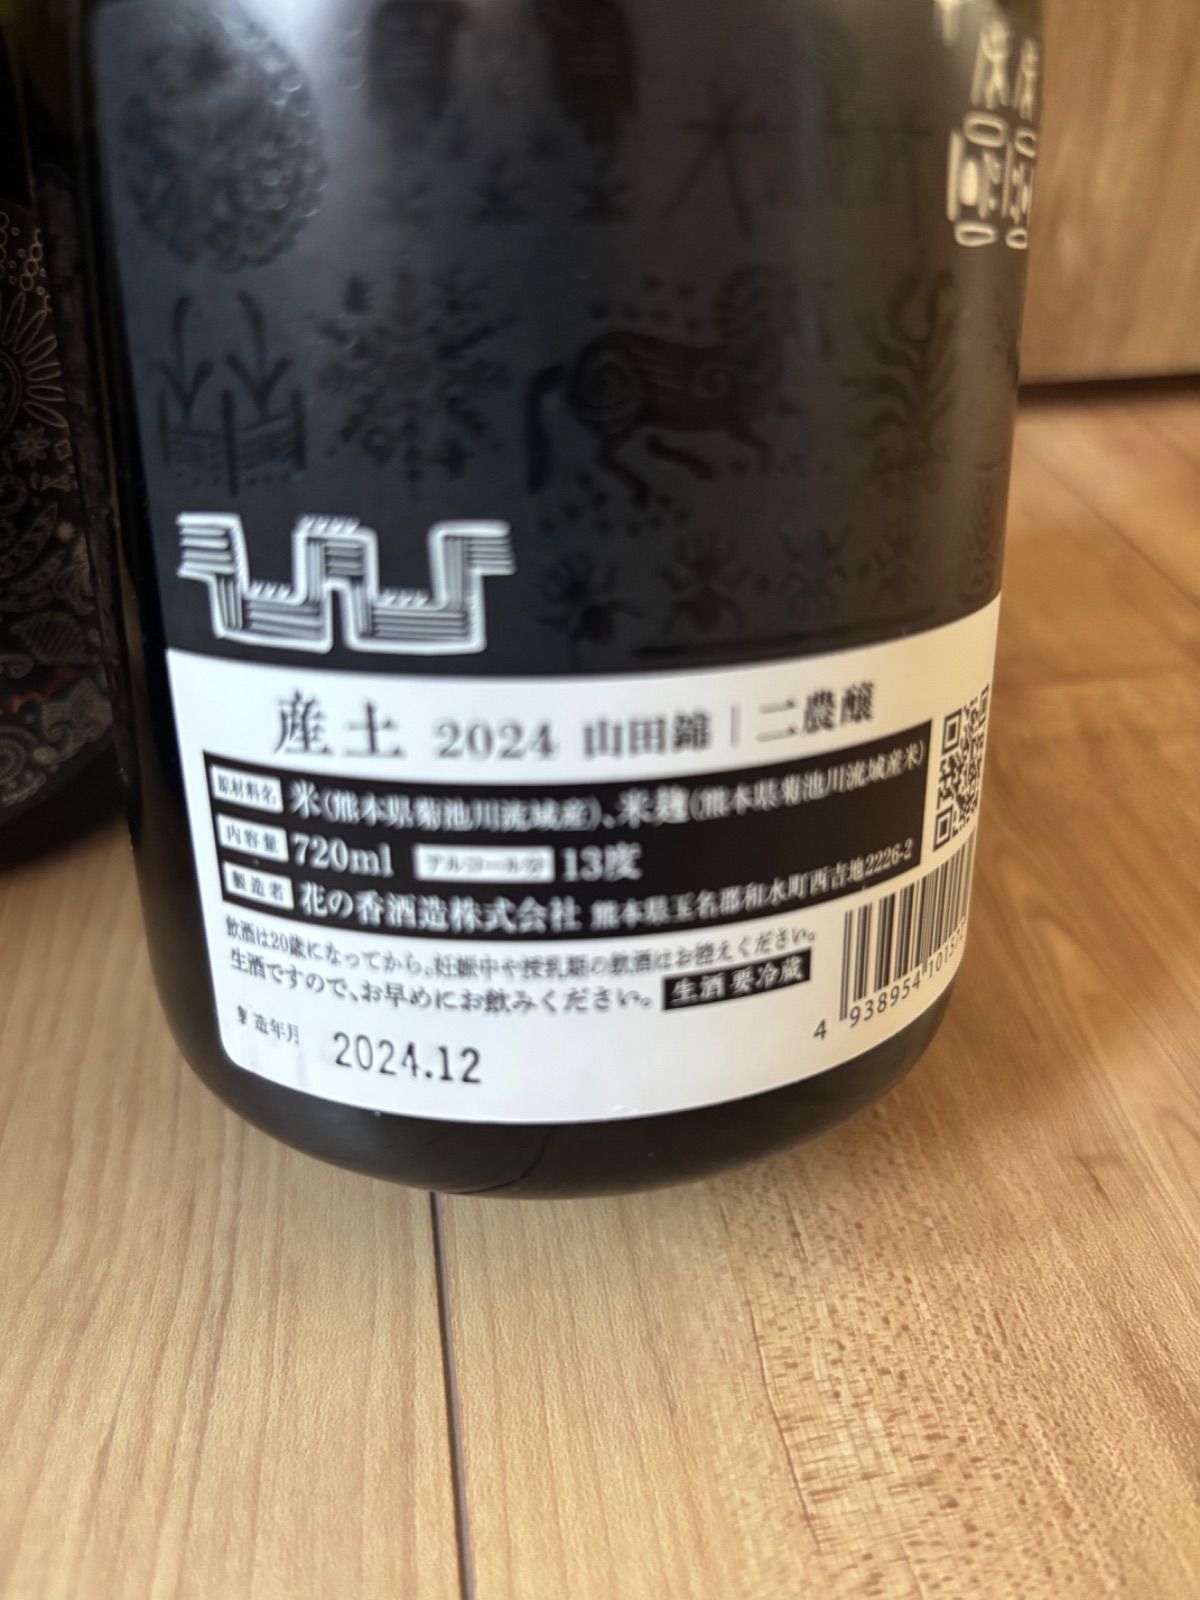 産土 2024 山田錦 | 二農醸
原材料名 米(熊本県菊池川流域産)、米麹(熊本県菊池川流域産米)
内容量 720ml アルコール分 13度
製造者 花の香酒造株式会社 熊本県玉名郡和水町西吉地2226-2
飲酒は20歳になってから。妊娠中や授乳期の飲酒はお控えください。
生酒ですので、お早めにお飲みください。 生酒 要冷蔵
製造年月 2024.12
4 938954